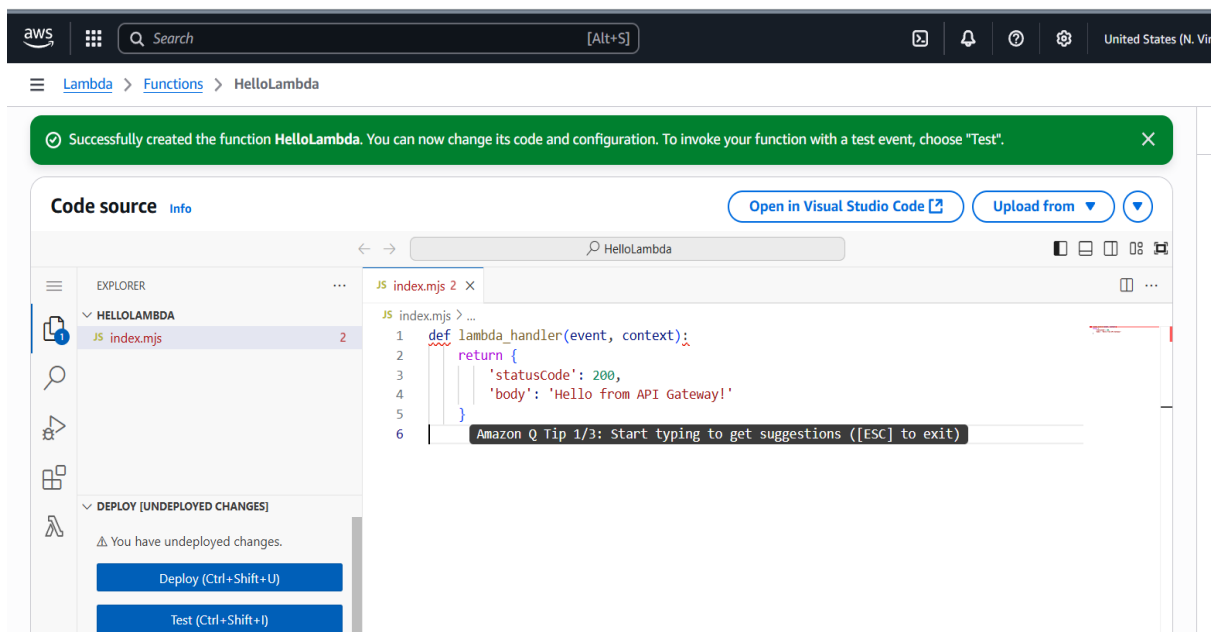 aws Search [Alt+S] United States (N. Vir
Lambda > Functions > HelloLambda
Successfully created the function HelloLambda. You can now change its code and configuration. To invoke your function with a test event, choose "Test".
Code source Info Open in Visual Studio Code Upload from
HelloLambda
EXPLORER ... JS index.mjs 2 ...
HELLOLAMBDA JS index.mjs > ...
1 JS index.mjs 2
1 def lambda_handler(event, context):
2 return {
3 'statusCode': 200,
4 'body': 'Hello from API Gateway!'
5 }
6 Amazon Q Tip 1/3: Start typing to get suggestions ([ESC] to exit)
DEPLOY [UNDEPLOYED CHANGES]
You have undeployed changes.
Deploy (Ctrl+Shift+U)
Test (Ctrl+Shift+I)